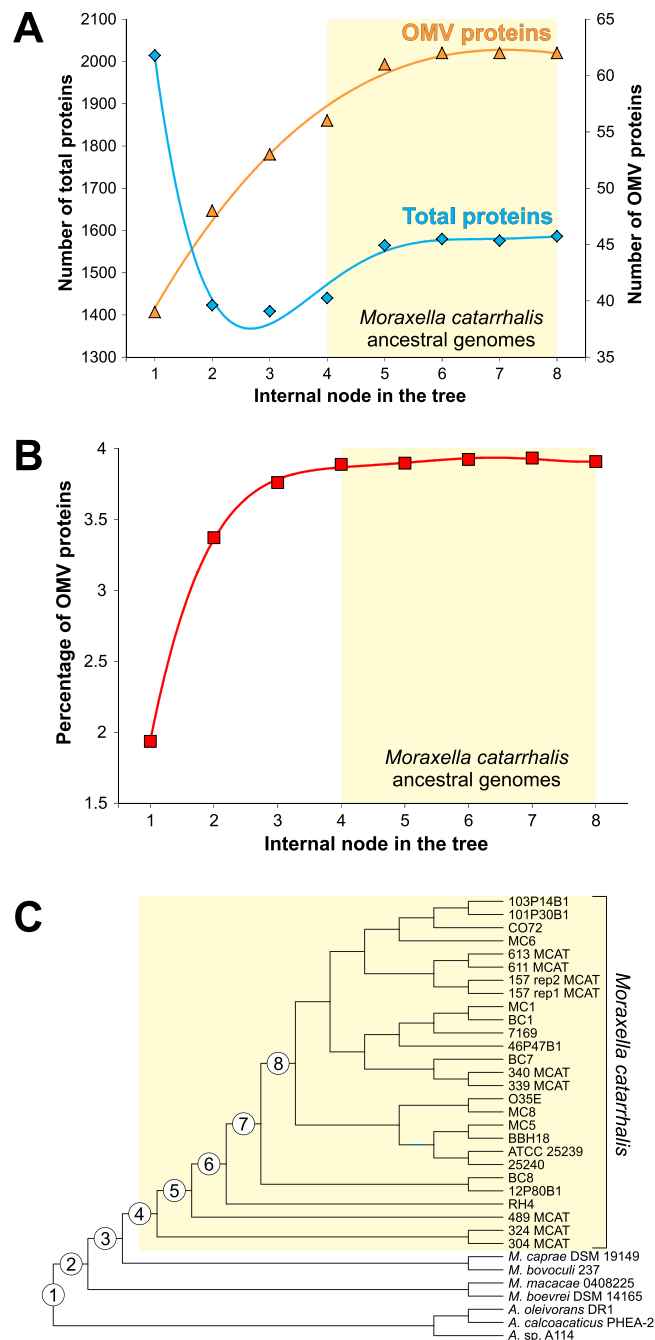 A
OMV proteins
Total proteins
Moraxella catarrhalis
ancestral genomes
Number of total proteins
2100
2000
1900
1800
1700
1600
1500
1400
1300
Number of OMV proteins
65
60
55
50
45
40
35
1 2 3 4 5 6 7 8
Internal node in the tree
B
Percentage of OMV proteins
4
3.5
3
2.5
2
1.5
Moraxella catarrhalis
ancestral genomes
1 2 3 4 5 6 7 8
Internal node in the tree
C
103P14B1
101P30B1
CO72
MC6
613 MCAT
611 MCAT
157 rep2 MCAT
157 rep1 MCAT
MC1
BC1
7169
46P47B1
BC7
340 MCAT
339 MCAT
O35E
MC8
MC5
BBH18
ATCC 25239
25240
BC8
12P80B1
RH4
489 MCAT
324 MCAT
304 MCAT
M. caprae DSM 19149
M. bovoculi 237
M. macacae 0408225
M. boevrei DSM 14165
A. oleivorans DR1
A. calcoaceticus PHEA-2
A. sp. A114
Moraxella catarrhalis
8
7
6
5
4
3
2
1